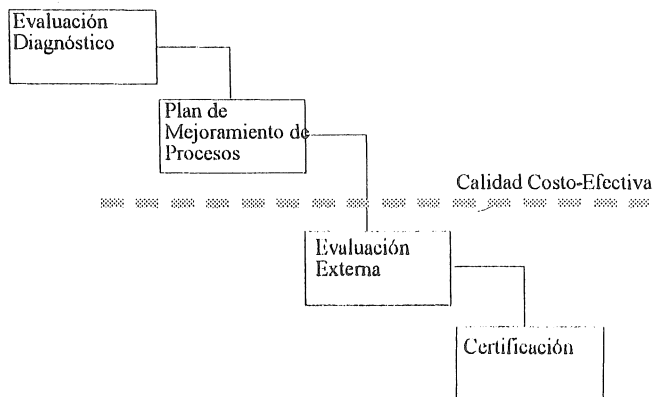 Evaluación
Diagnóstico
Plan de
Mejoramiento de
Procesos
Calidad Costo-Efectiva
Evaluación
Externa
Certificación